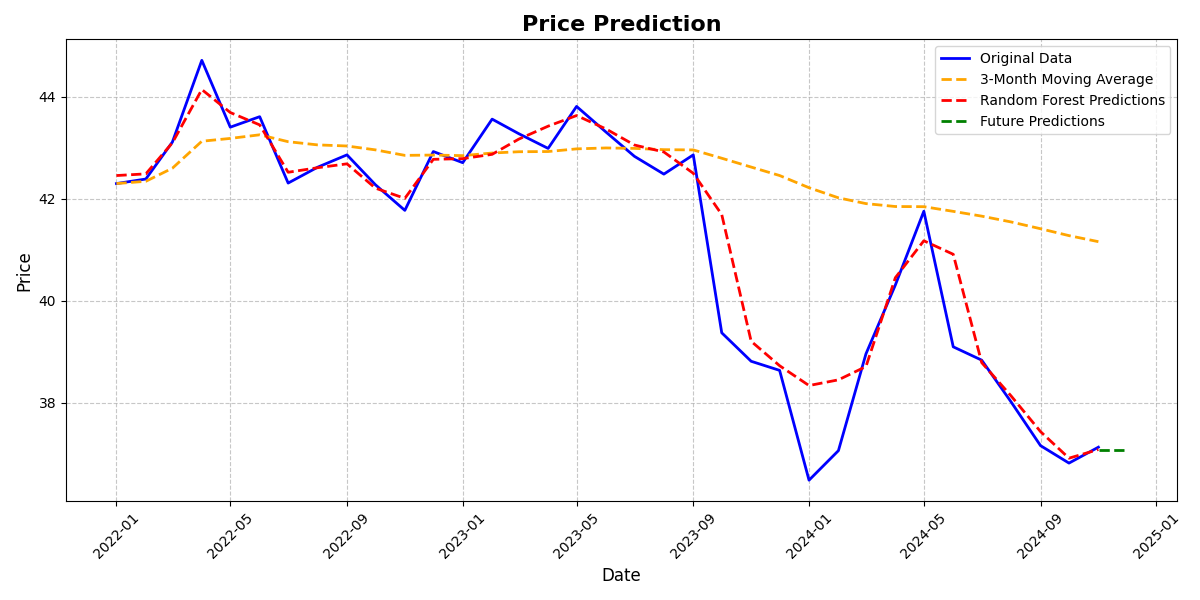 Price Prediction
Original Data
3-Month Moving Average
Random Forest Predictions
Future Predictions
Price
44
42
40
38
2022-01
2022-05
2022-09
2023-01
2023-05
2023-09
2024-01
2024-05
2024-09
2025-01
Date